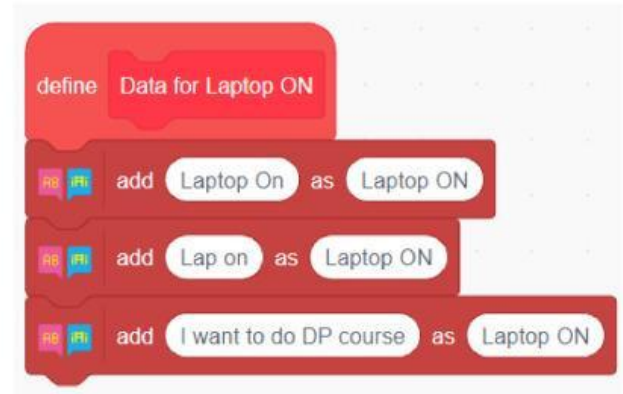 define Data for Laptop ON
add Laptop On as Laptop ON
add Lap on as Laptop ON
add I want to do DP course as Laptop ON